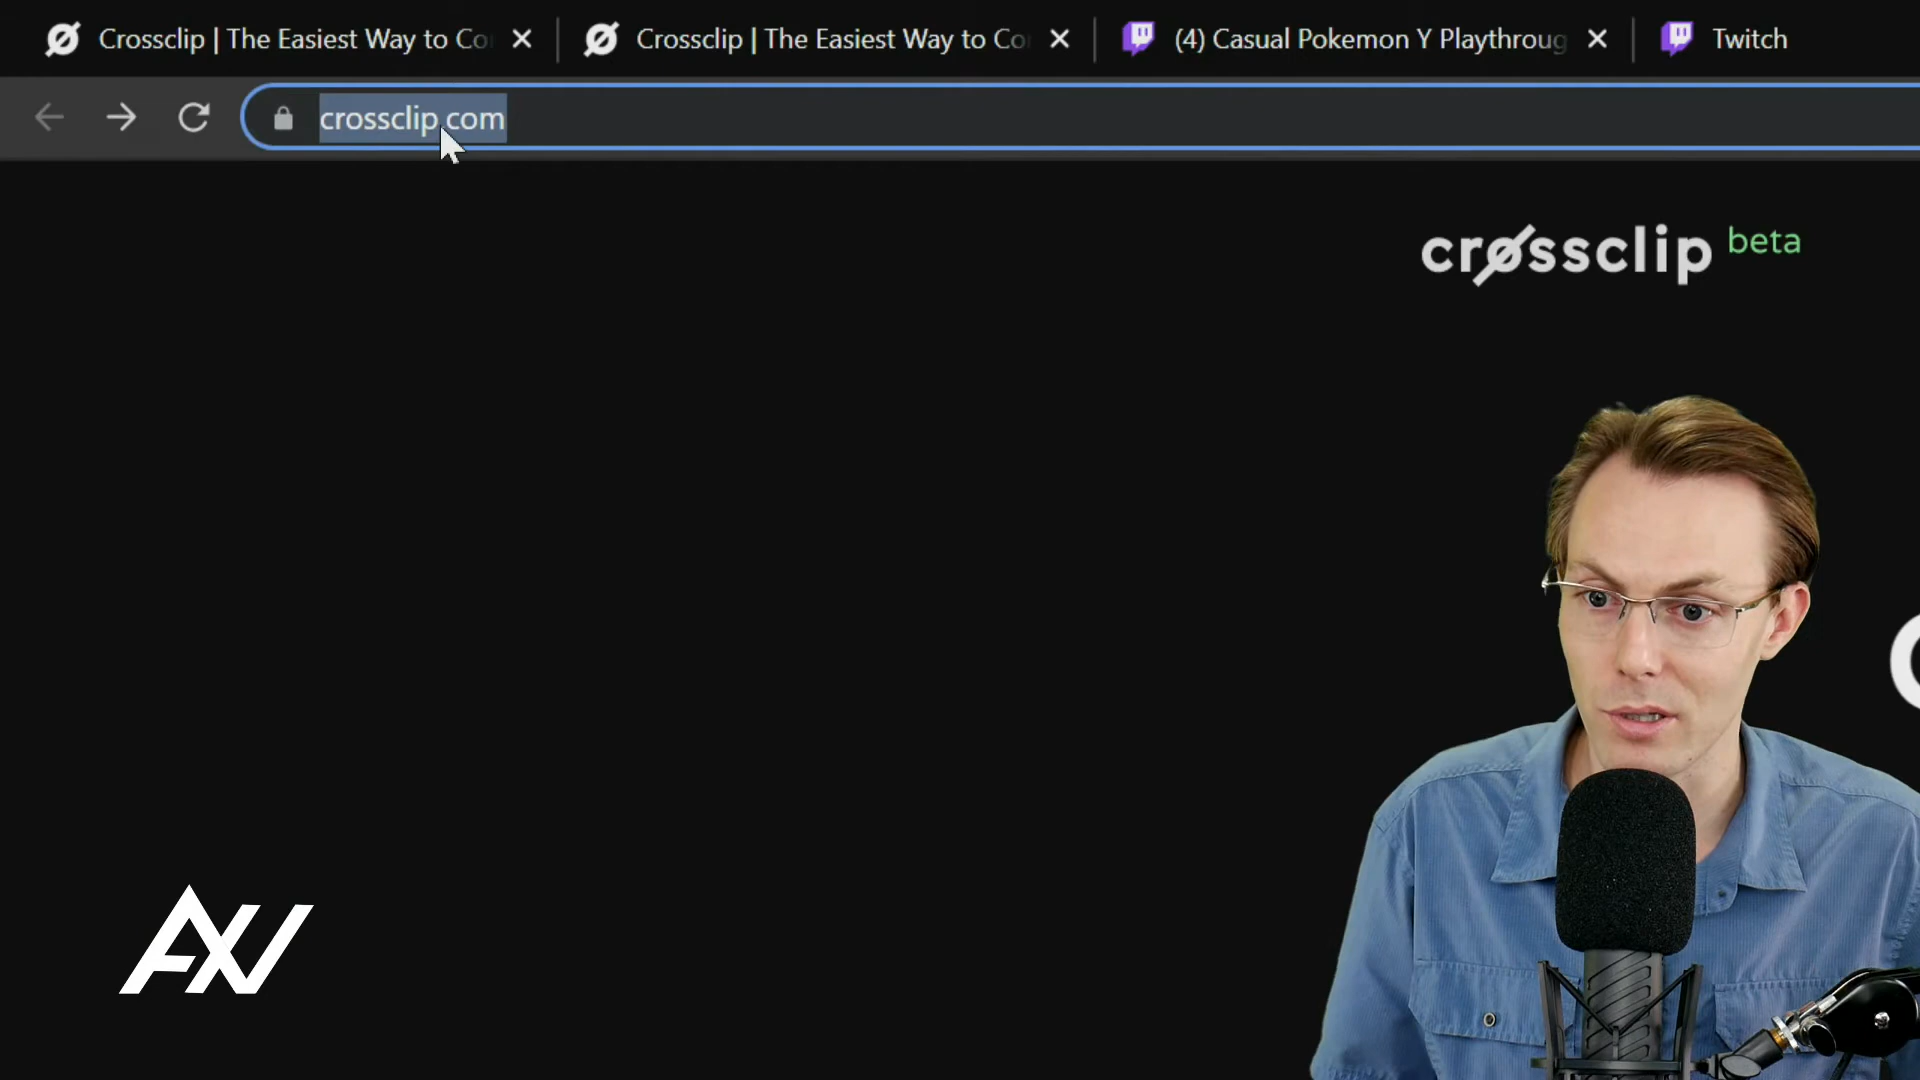 Crossclip | The Easiest Way to Co
Crossclip | The Easiest Way to Co
(4) Casual Pokemon Y Playthroug
Twitch
crossclip.com
crøssclip beta